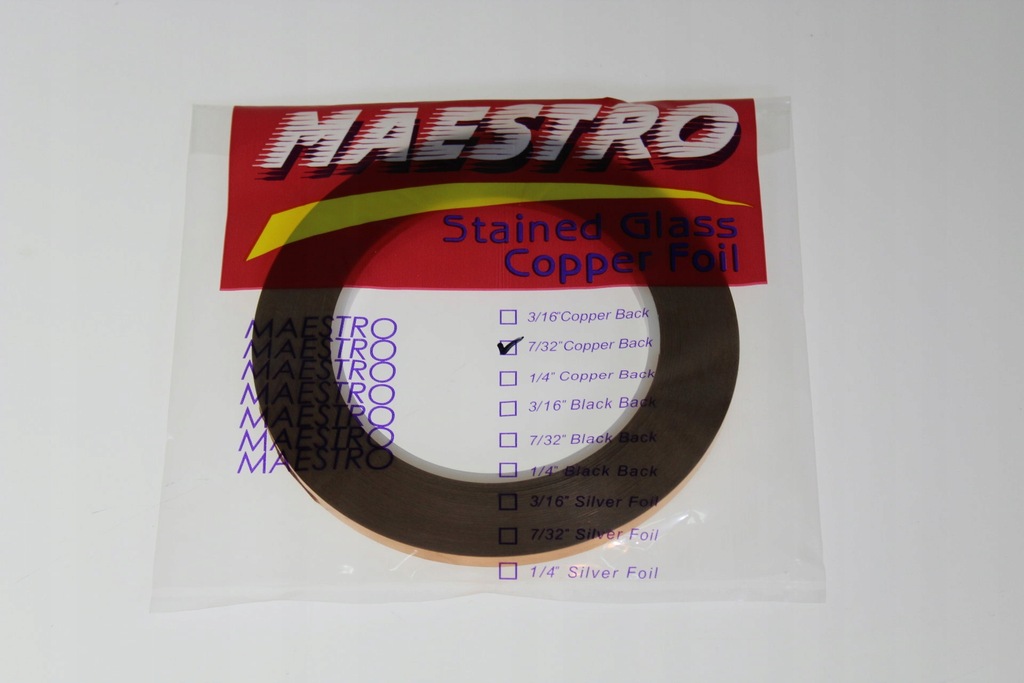 MAESTRO
Stained Glass
Copper Foil
MAESTRO
MAESTRO
MAESTRO
MAESTRO
MAESTRO
MAESTRO
MAESTRO
3/16"Copper Back
7/32"Copper Back
1/4" Copper Back
3/16" Black Back
7/32" Black Back
1/4" Black Back
3/16" Silver Foil
7/32" Silver Foil
1/4" Silver Foil